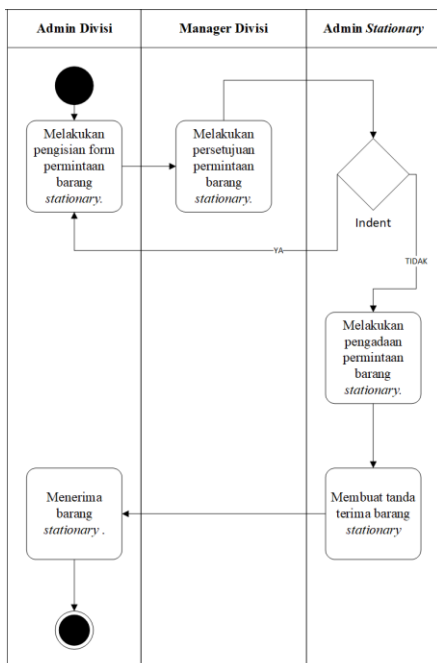 Admin Divisi
Manager Divisi
Admin Stationary
Melakukan
pengisian form
permintaan
barang
stationary.
Melakukan
persetujuan
permintaan
barang
stationary.
Indent
YA
TIDAK
Melakukan
pengadaan
permintaan
barang
stationary.
Menerima
barang
stationary .
Membuat tanda
terima barang
stationary